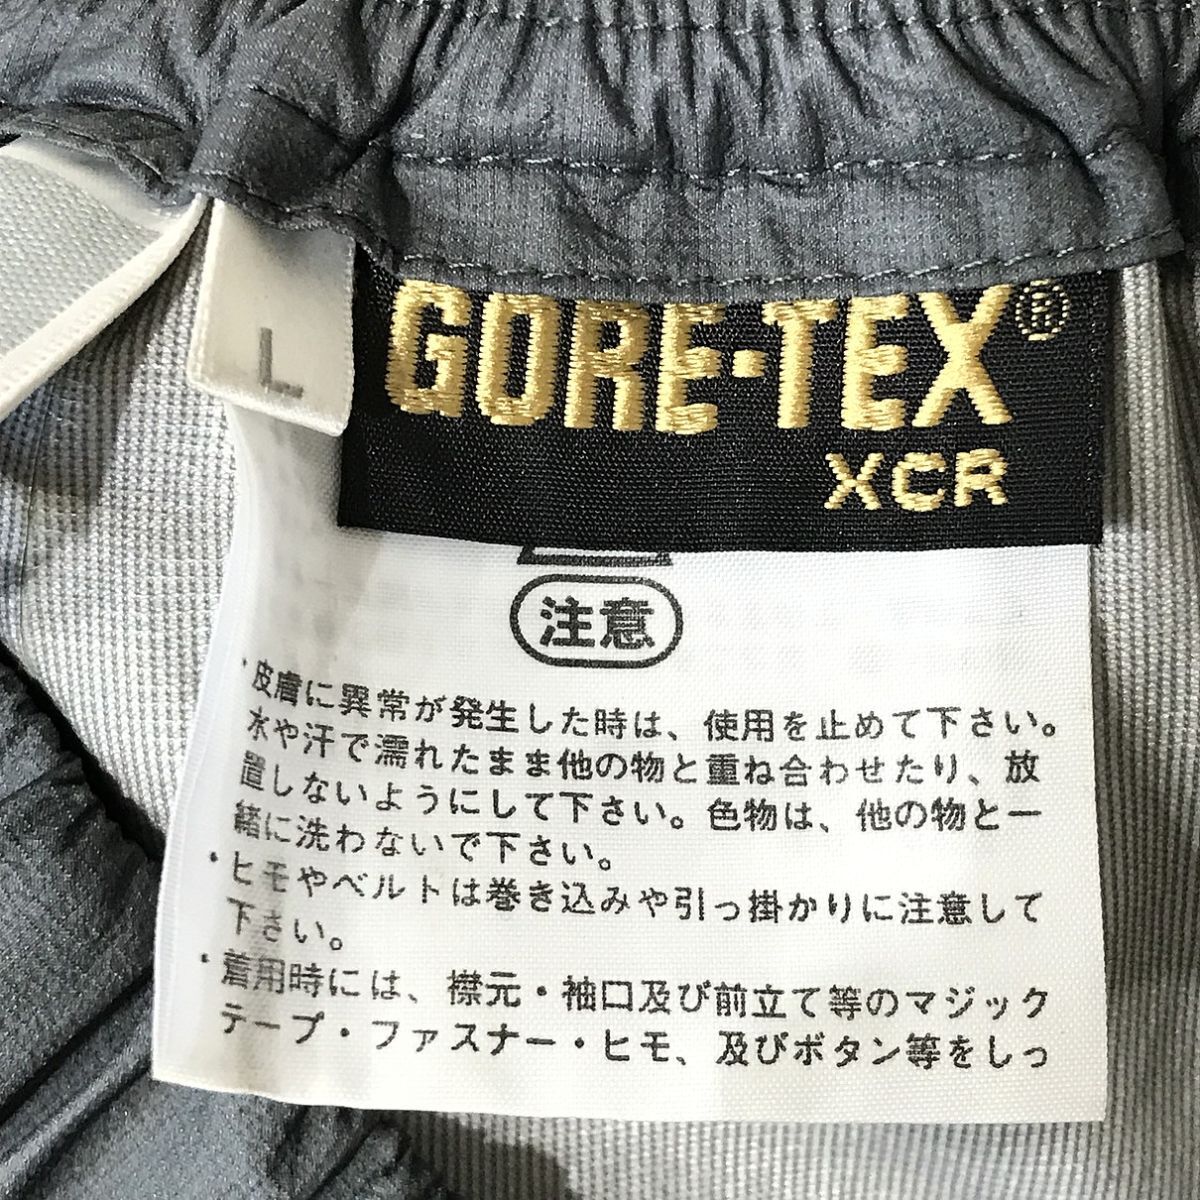 L
GORE-TEX®
XCR
注意
・皮膚に異常が発生した時は、使用を止めて下さい。
水や汗で濡れたまま他の物と重ね合わせたり、放
置しないようにして下さい。色物は、他の物と一
緒に洗わないで下さい。
・ヒモやベルトは巻き込みや引っ掛かりに注意して
下さい。
・着用時には、襟元・袖口及び前立て等のマジック
テープ・ファスナー・ヒモ、及びボタン等をしっ